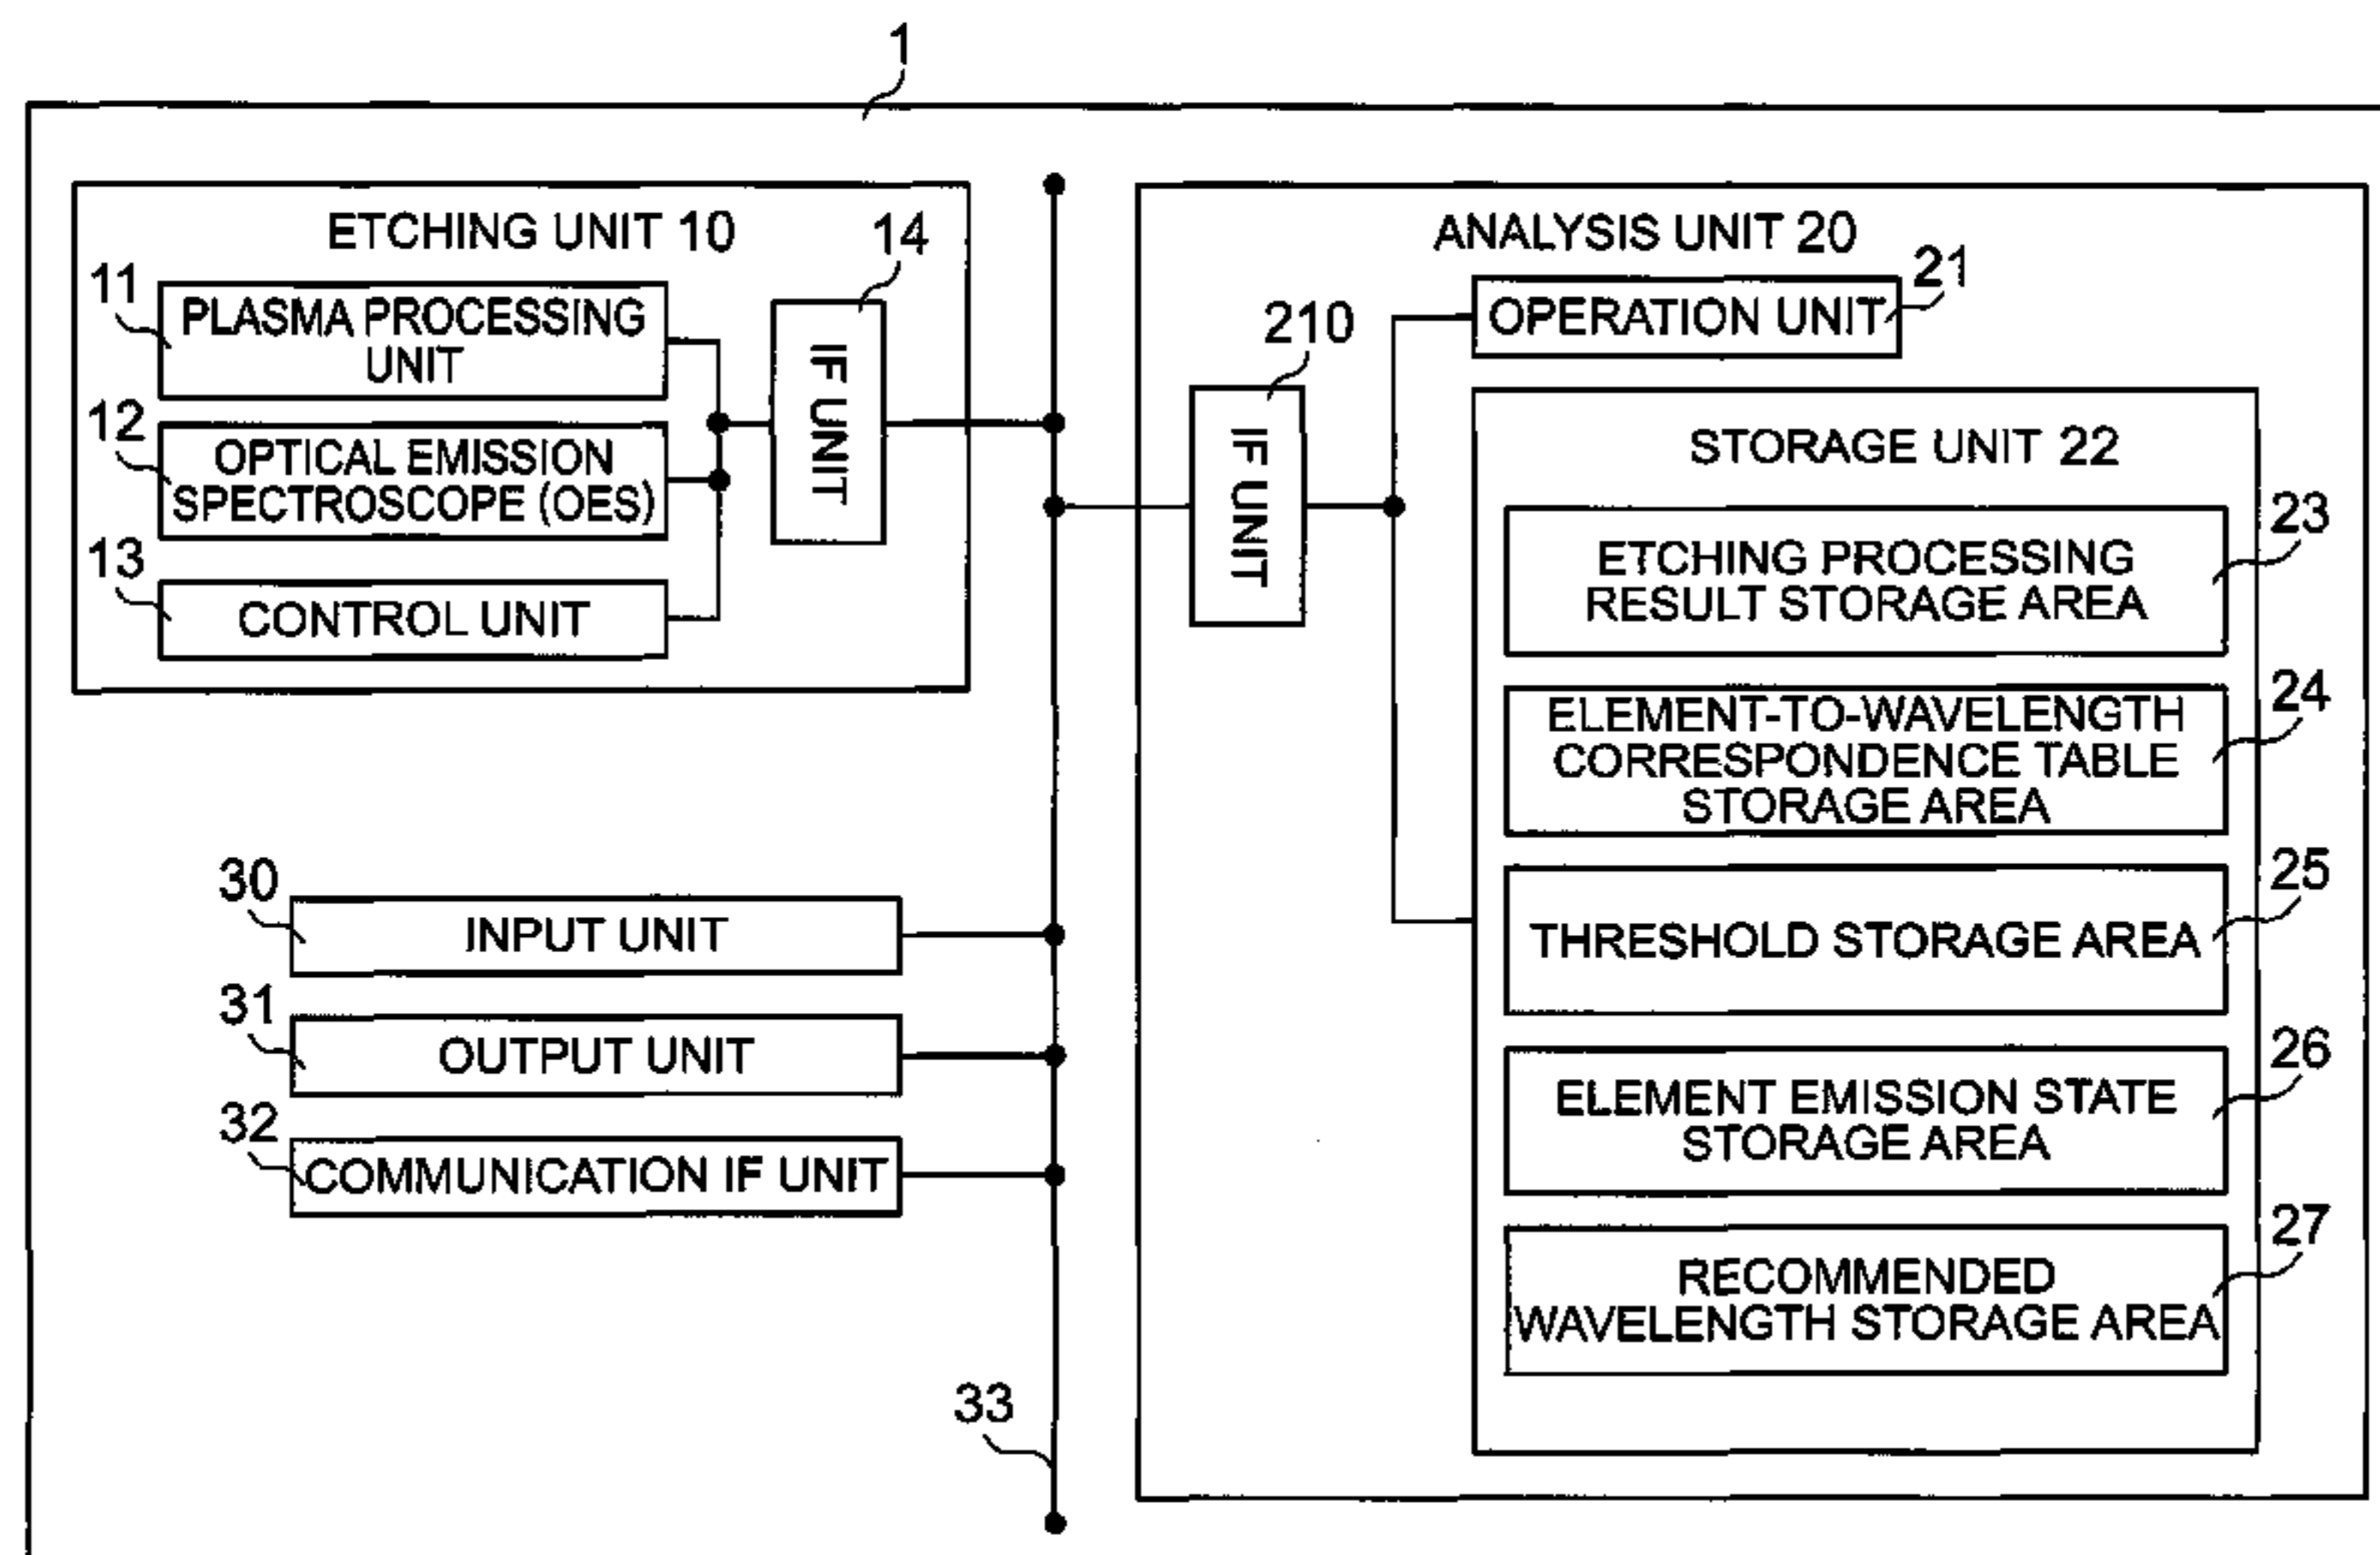 1
ETCHING UNIT 10
14
11
PLASMA PROCESSING
UNIT
12
OPTICAL EMISSION
SPECTROSCOPE (OES)
13
CONTROL UNIT
IF UNIT
30
INPUT UNIT
31
OUTPUT UNIT
32
COMMUNICATION IF UNIT
33
ANALYSIS UNIT 20
21
OPERATION UNIT
210
IF UNIT
STORAGE UNIT 22
23
ETCHING PROCESSING
RESULT STORAGE AREA
24
ELEMENT-TO-WAVELENGTH
CORRESPONDENCE TABLE
STORAGE AREA
25
THRESHOLD STORAGE AREA
26
ELEMENT EMISSION STATE
STORAGE AREA
27
RECOMMENDED
WAVELENGTH STORAGE AREA